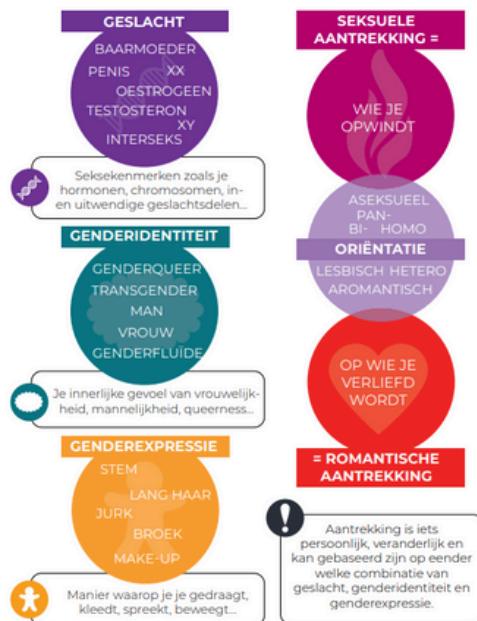 GESLACHT
BAARMOEDER
PENIS XX
OESTROGEEN
TESTOSTERON
XY
INTERSEKS
Seksekenmerken zoals je
hormonen, chromosomen, in-
en uitwendige geslachtsdelen...
GENDERIDENTITEIT
GENDERQUEER
TRANSGENDER
MAN
VROUW
GENDERFLUÏDE
Je innerlijke gevoel van vrouwelijk-
heid, mannelijkheid, queerness...
GENDEREXPRESSIE
STEM
LANG HAAR
JURK
BROEK
MAKE-UP
Manier waarop je je gedraagt,
kleedt, spreekt, beweegt...
SEKSUELE
AANTREKKING =
WIE JE
OPWINDT
ASEKSUEEL
PAN-
BI- HOMO
ORIËNTATIE
LESBISCH HETERO
AROMANTISCH
OP WIE JE
VERLIEFD
WORDT
= ROMANTISCHE
AANTREKKING
!
Aantrekking is iets
persoonlijk, veranderlijk en
kan gebaseerd zijn op eender
welke combinatie van
geslacht, genderidentiteit en
genderexpressie.